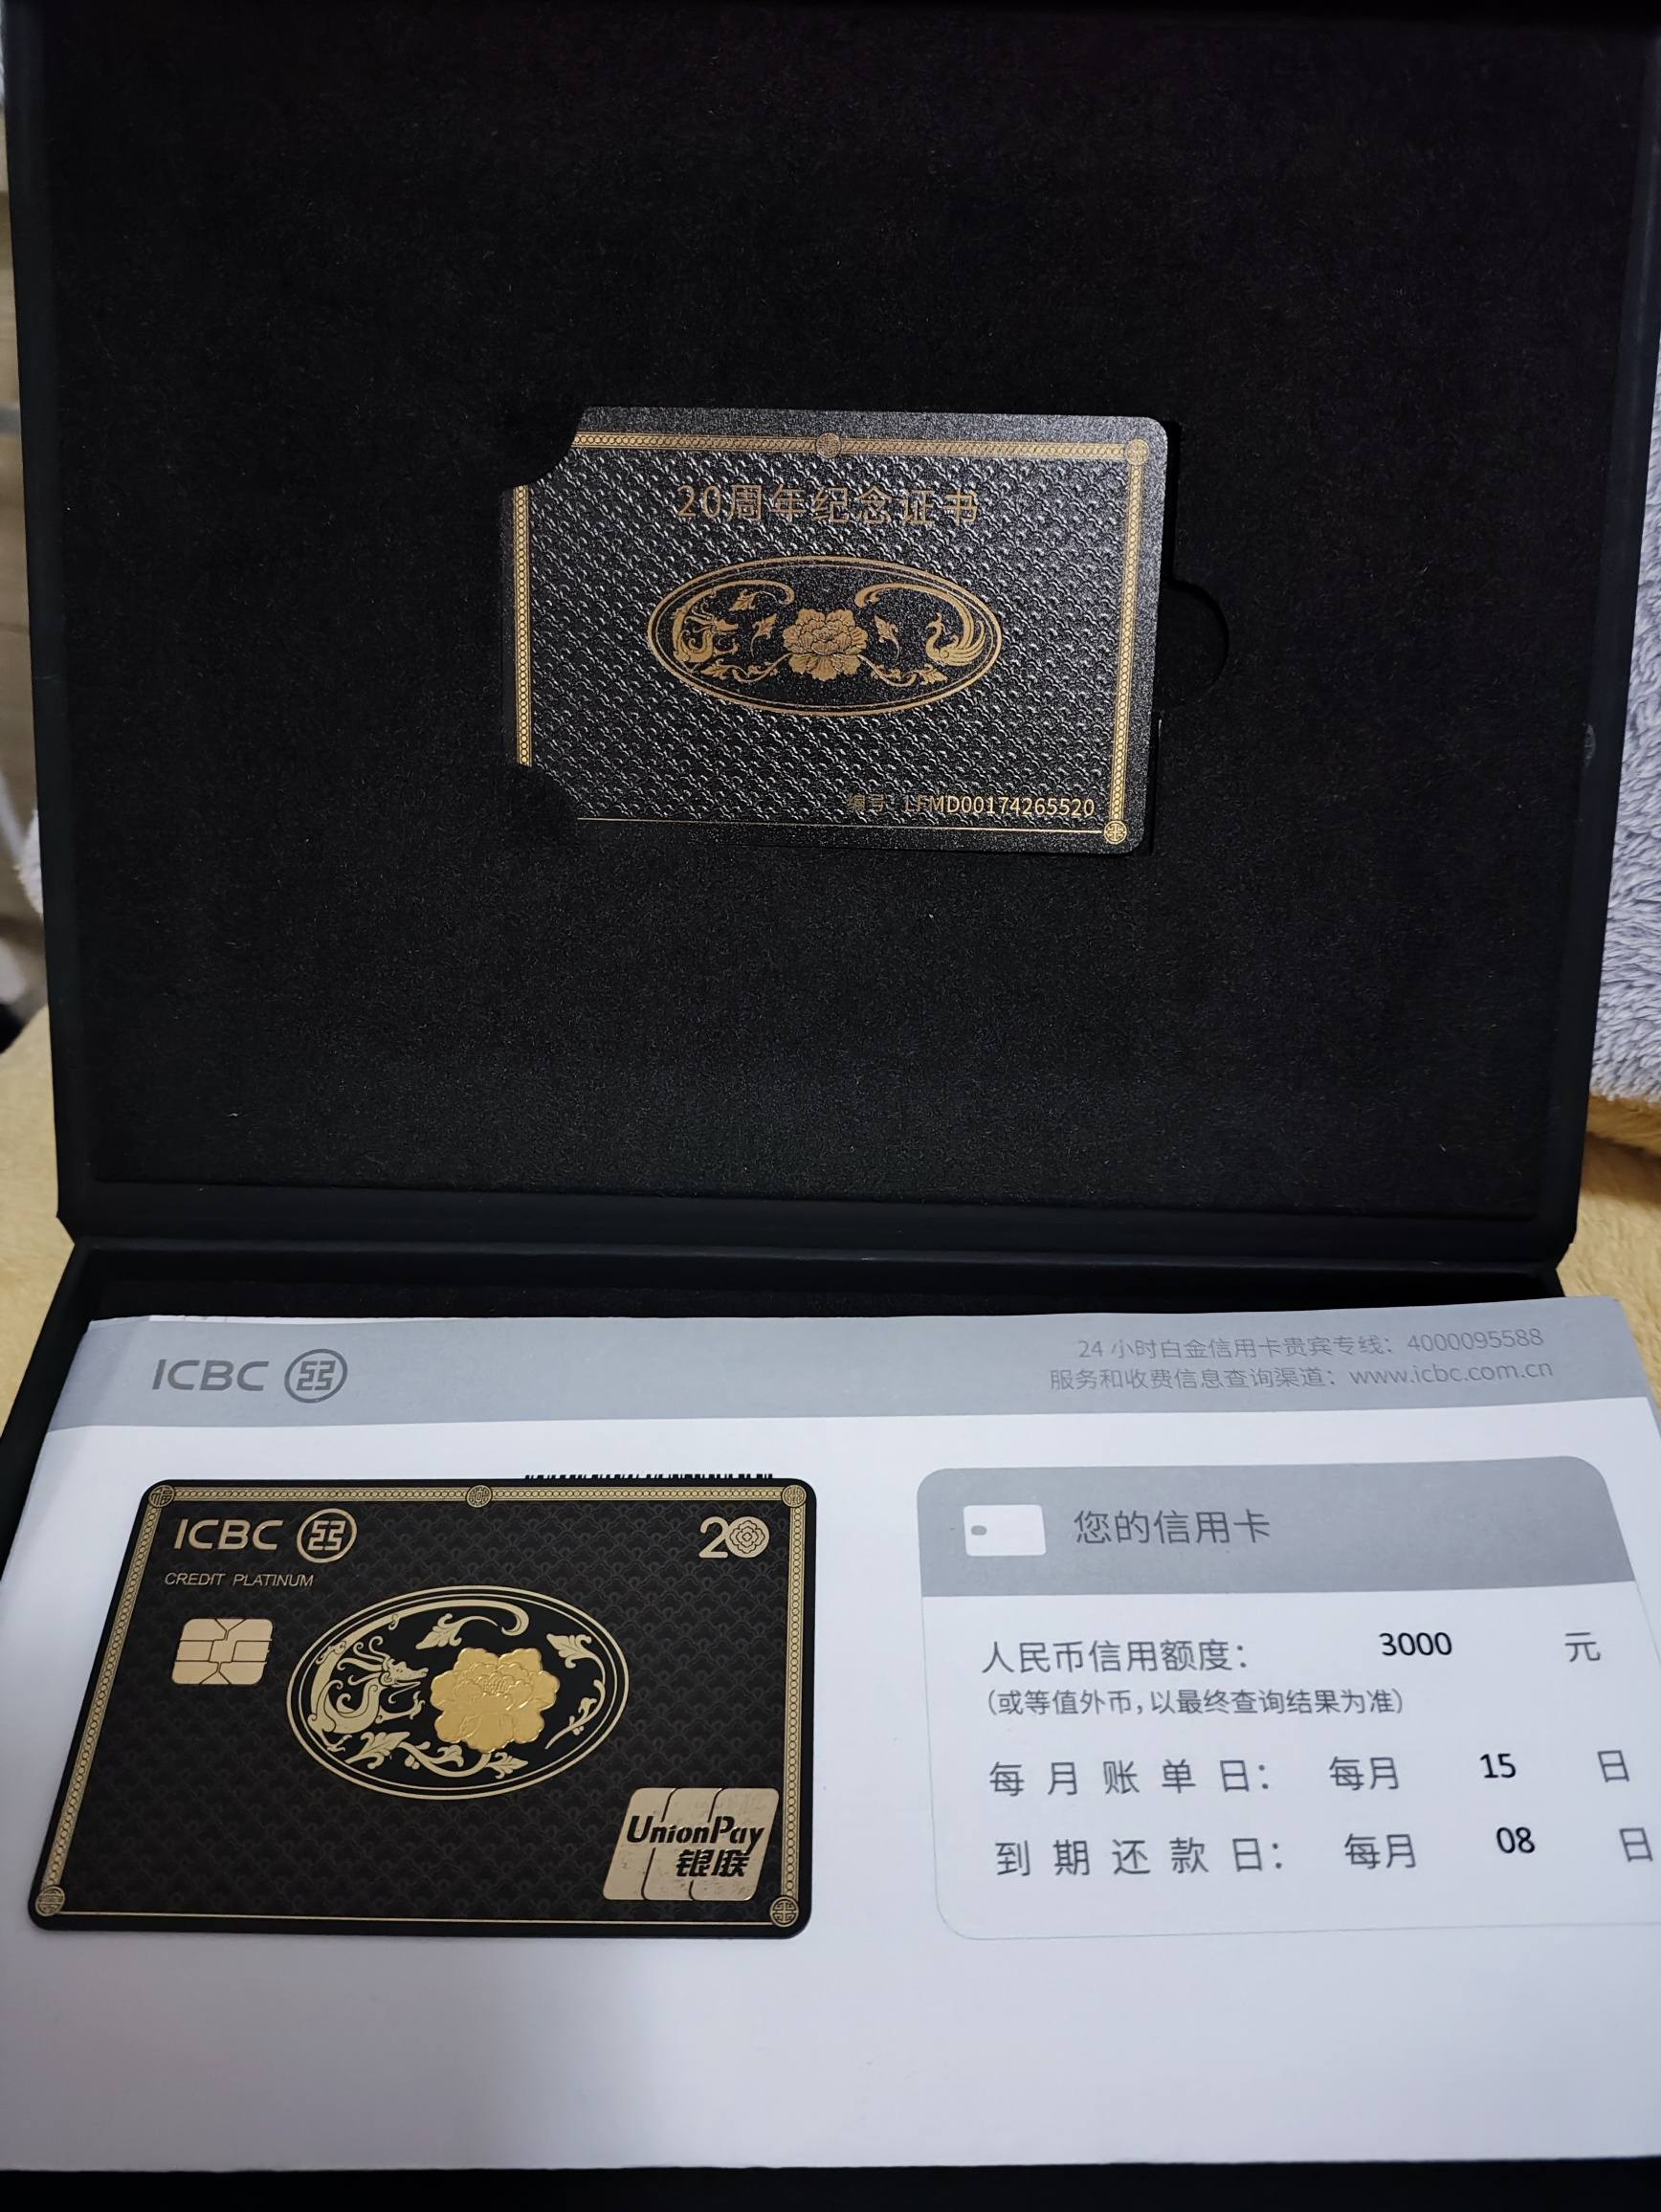 20周年纪念证书
编号 LFMD00174265520
ICBC
24 小时白金信用卡贵宾专线：4000095588
服务和收费信息查询渠道：www.icbc.com.cn
ICBC
20
CREDIT PLATINUM
UnionPay
银联
您的信用卡
人民币信用额度： 3000 元
（或等值外币，以最终查询结果为准）
每月账单日： 每月 15 日
到期还款日： 每月 08 日